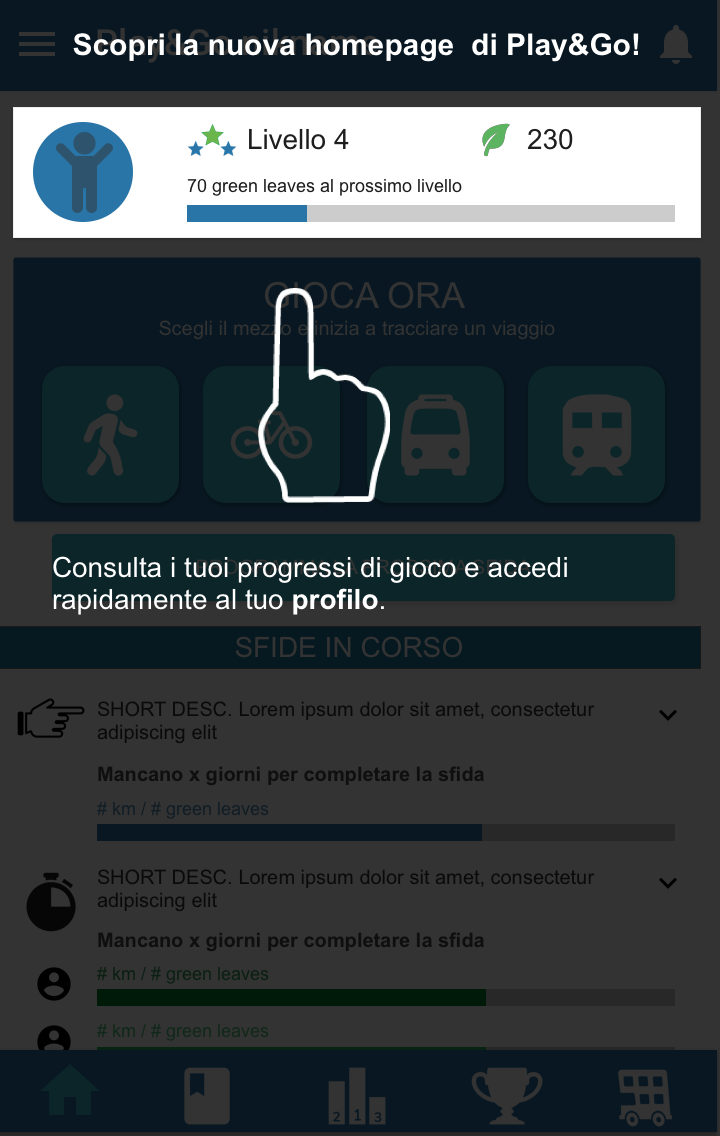 Scopri la nuova homepage di Play&Go!
Livello 4
230
70 green leaves al prossimo livello
GIOCA ORA
Scegli il mezzo e inizia a tracciare un viaggio
Consulta i tuoi progressi di gioco e accedi
rapidamente al tuo profilo.
SFIDE IN CORSO
SHORT DESC. Lorem ipsum dolor sit amet, consectetur
adipiscing elit
Mancano x giorni per completare la sfida
# km / # green leaves
SHORT DESC. Lorem ipsum dolor sit amet, consectetur
adipiscing elit
Mancano x giorni per completare la sfida
# km / # green leaves
# km / # green leaves
2 1 3